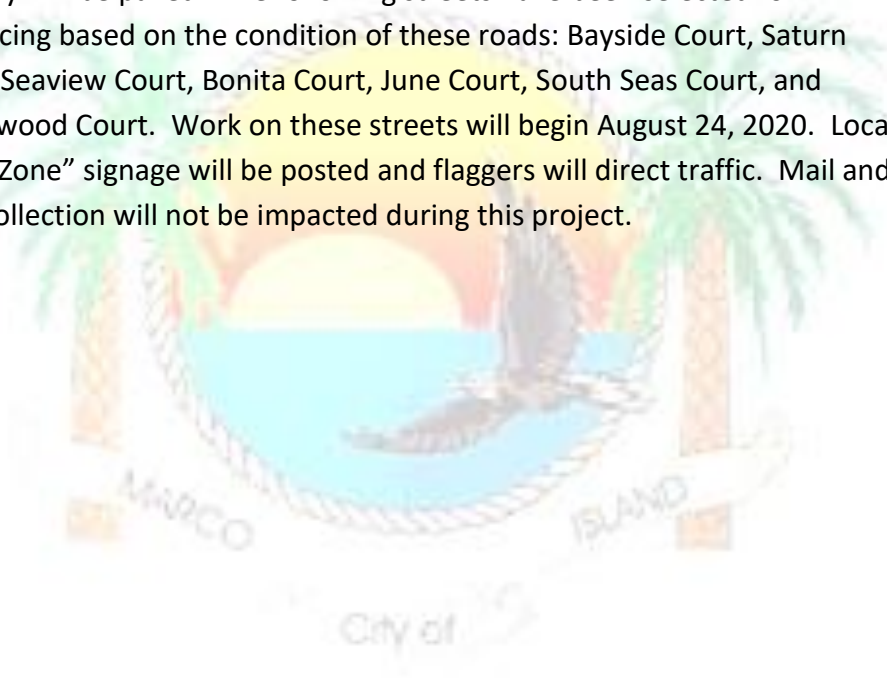 cing based on the condition of these roads: Bayside Court, Saturn
Seaview Court, Bonita Court, June Court, South Seas Court, and
wood Court.  Work on these streets will begin August 24, 2020.  Loca
Zone” signage will be posted and flaggers will direct traffic.  Mail and
ollection will not be impacted during this project.
MARCO ISLAND
City of